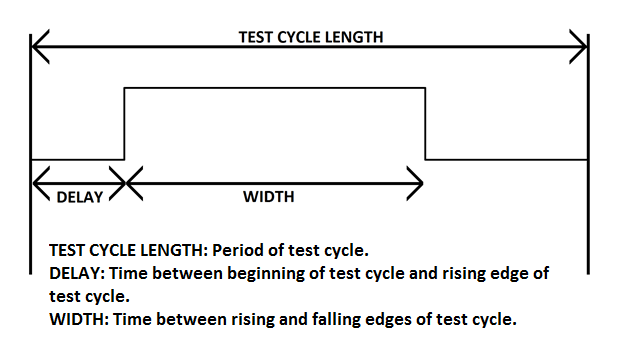 TEST CYCLE LENGTH
DELAY
WIDTH
TEST CYCLE LENGTH: Period of test cycle.
DELAY: Time between beginning of test cycle and rising edge of
test cycle.
WIDTH: Time between rising and falling edges of test cycle.